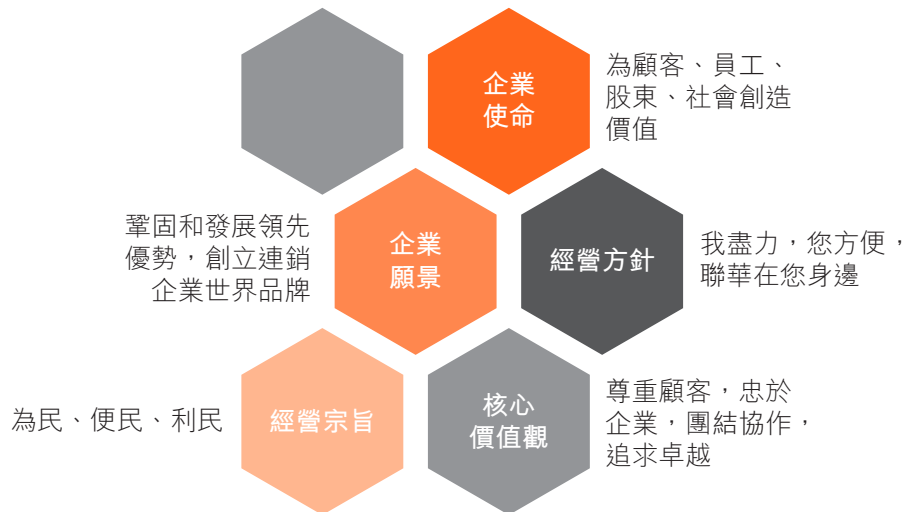 企業
使命
為顧客、員工、
股東、社會創造
價值
鞏固和發展領先
優勢，創立連銷
企業世界品牌
企業
願景
經營方針
我盡力，您方便，
聯華在您身邊
為民、便民、利民
經營宗旨
核心
價值觀
尊重顧客，忠於
企業，團結協作，
追求卓越